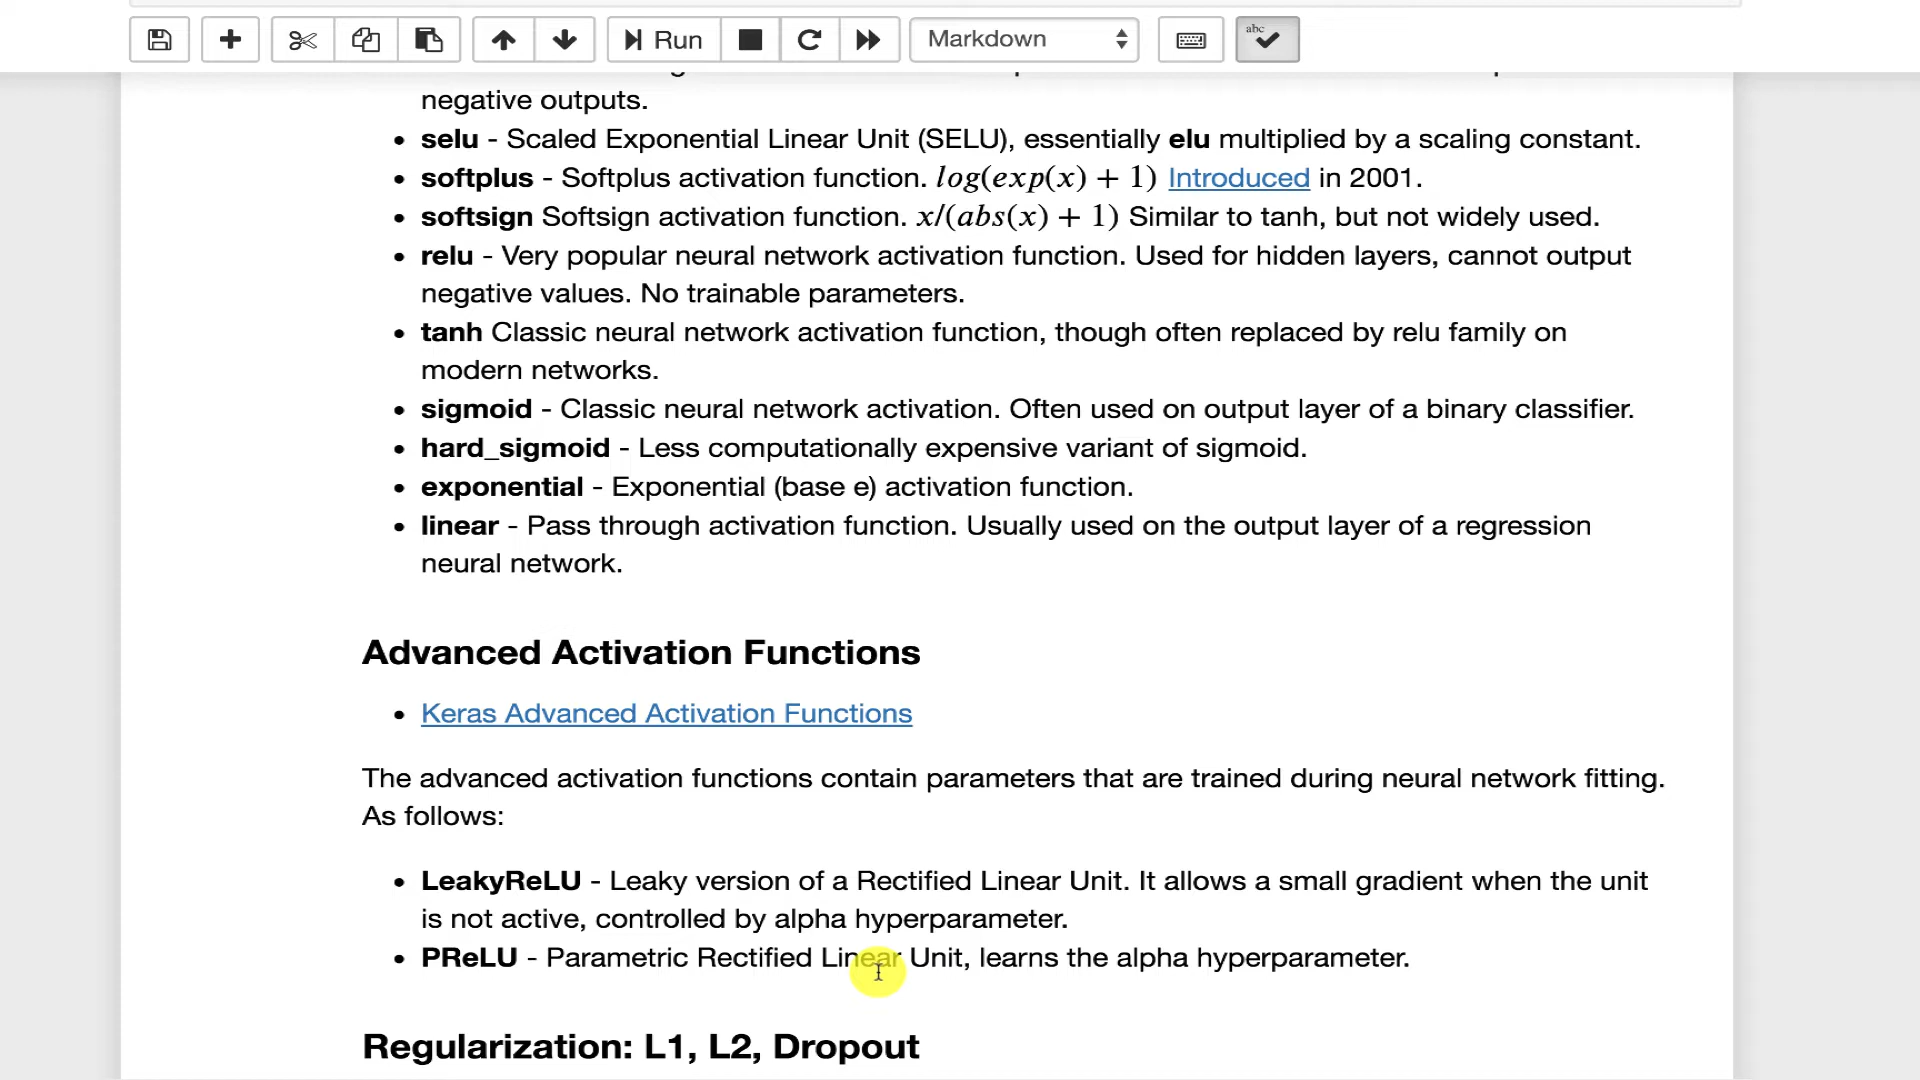 Run Markdown abc
negative outputs.
selu - Scaled Exponential Linear Unit (SELU), essentially elu multiplied by a scaling constant.
softplus - Softplus activation function. log(exp(x) + 1) Introduced in 2001.
softsign Softsign activation function. x/(abs(x) + 1) Similar to tanh, but not widely used.
relu - Very popular neural network activation function. Used for hidden layers, cannot output
negative values. No trainable parameters.
tanh Classic neural network activation function, though often replaced by relu family on
modern networks.
sigmoid - Classic neural network activation. Often used on output layer of a binary classifier.
hard_sigmoid - Less computationally expensive variant of sigmoid.
exponential - Exponential (base e) activation function.
linear - Pass through activation function. Usually used on the output layer of a regression
neural network.
Advanced Activation Functions
Keras Advanced Activation Functions
The advanced activation functions contain parameters that are trained during neural network fitting.
As follows:
LeakyReLU - Leaky version of a Rectified Linear Unit. It allows a small gradient when the unit
is not active, controlled by alpha hyperparameter.
PReLU - Parametric Rectified Linear Unit, learns the alpha hyperparameter.
Regularization: L1, L2, Dropout